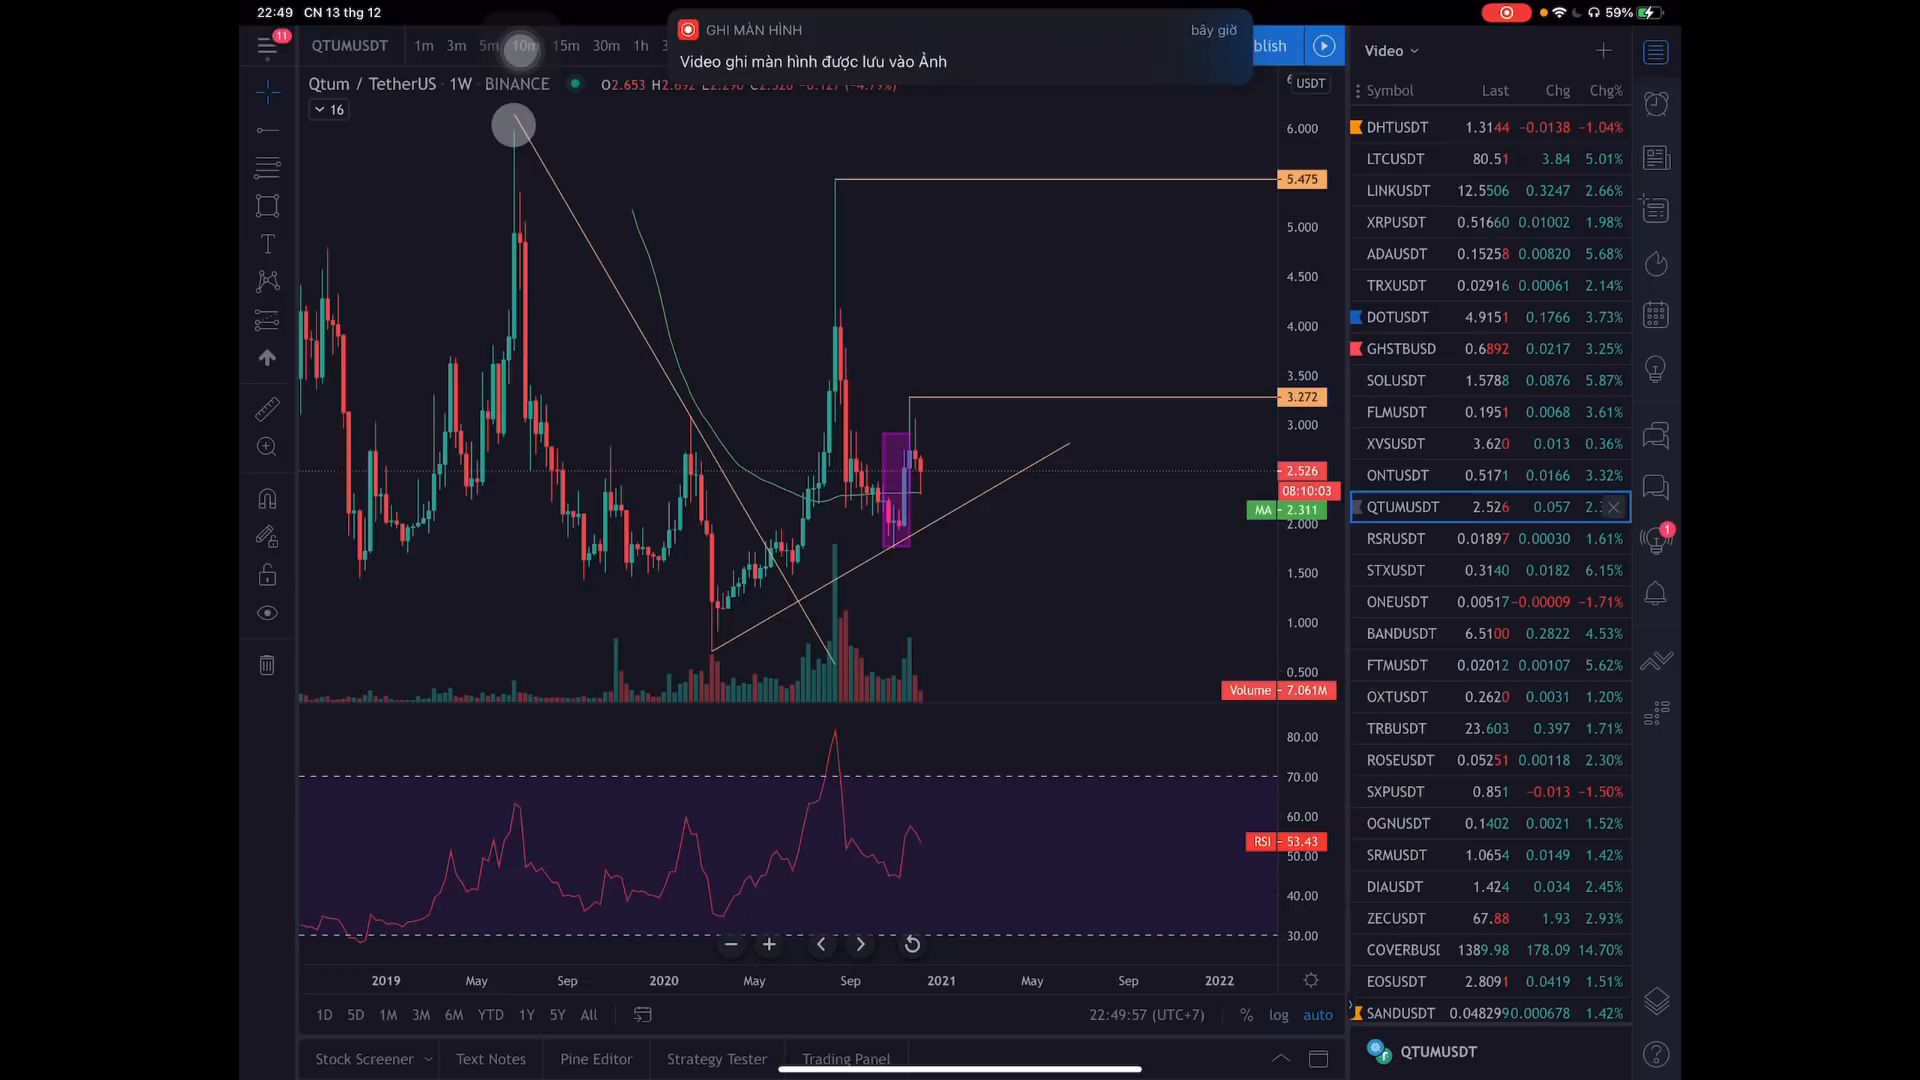 22:49 CN 13 thg 12
59%
11
QTUMUSDT 1m 3m 5m 10m 15m 30m 1h
GHI MÀN HÌNH bây giờ
Video ghi màn hình được lưu vào Ảnh
blish
Video
Qtum / TetherUS · 1W · BINANCE O2.653
USDT
16
Symbol Last Chg Chg%
6.000
5.475
5.000
4.500
4.000
3.500
3.272
3.000
2.526
08:10:03
MA 2.311
2.000
1.500
1.000
0.500
Volume 7.061M
80.00
70.00
60.00
RSI 53.43
50.00
40.00
30.00
DHTUSDT 1.3144 −0.0138 −1.04%
LTCUSDT 80.51 3.84 5.01%
LINKUSDT 12.5506 0.3247 2.66%
XRPUSDT 0.51660 0.01002 1.98%
ADAUSDT 0.15258 0.00820 5.68%
TRXUSDT 0.02916 0.00061 2.14%
DOTUSDT 4.9151 0.1766 3.73%
GHSTBUSD 0.6892 0.0217 3.25%
SOLUSDT 1.5788 0.0876 5.87%
FLMUSDT 0.1951 0.0068 3.61%
XVSUSDT 3.620 0.013 0.36%
ONTUSDT 0.5171 0.0166 3.32%
QTUMUSDT 2.526 0.057
RSRUSDT 0.01897 0.00030 1.61%
1
STXUSDT 0.3140 0.0182 6.15%
ONEUSDT 0.00517 −0.00009 −1.71%
BANDUSDT 6.5100 0.2822 4.53%
FTMUSDT 0.02012 0.00107 5.62%
OXTUSDT 0.2620 0.0031 1.20%
TRBUSDT 23.603 0.397 1.71%
ROSEUSDT 0.05251 0.00118 2.30%
SXPUSDT 0.851 −0.013 −1.50%
OGNUSDT 0.1402 0.0021 1.52%
SRMUSDT 1.0654 0.0149 1.42%
DIAUSDT 1.424 0.034 2.45%
ZECUSDT 67.88 1.93 2.93%
COVERBUSD 1389.98 178.09 14.70%
EOSUSDT 2.8091 0.0419 1.51%
SANDUSDT 0.048299 0.000678 1.42%
2019 May Sep 2020 May Sep 2021 May Sep 2022
1D 5D 1M 3M 6M YTD 1Y 5Y All 22:49:57 (UTC+7) % log auto
Stock Screener Text Notes Pine Editor Strategy Tester Trading Panel
QTUMUSDT